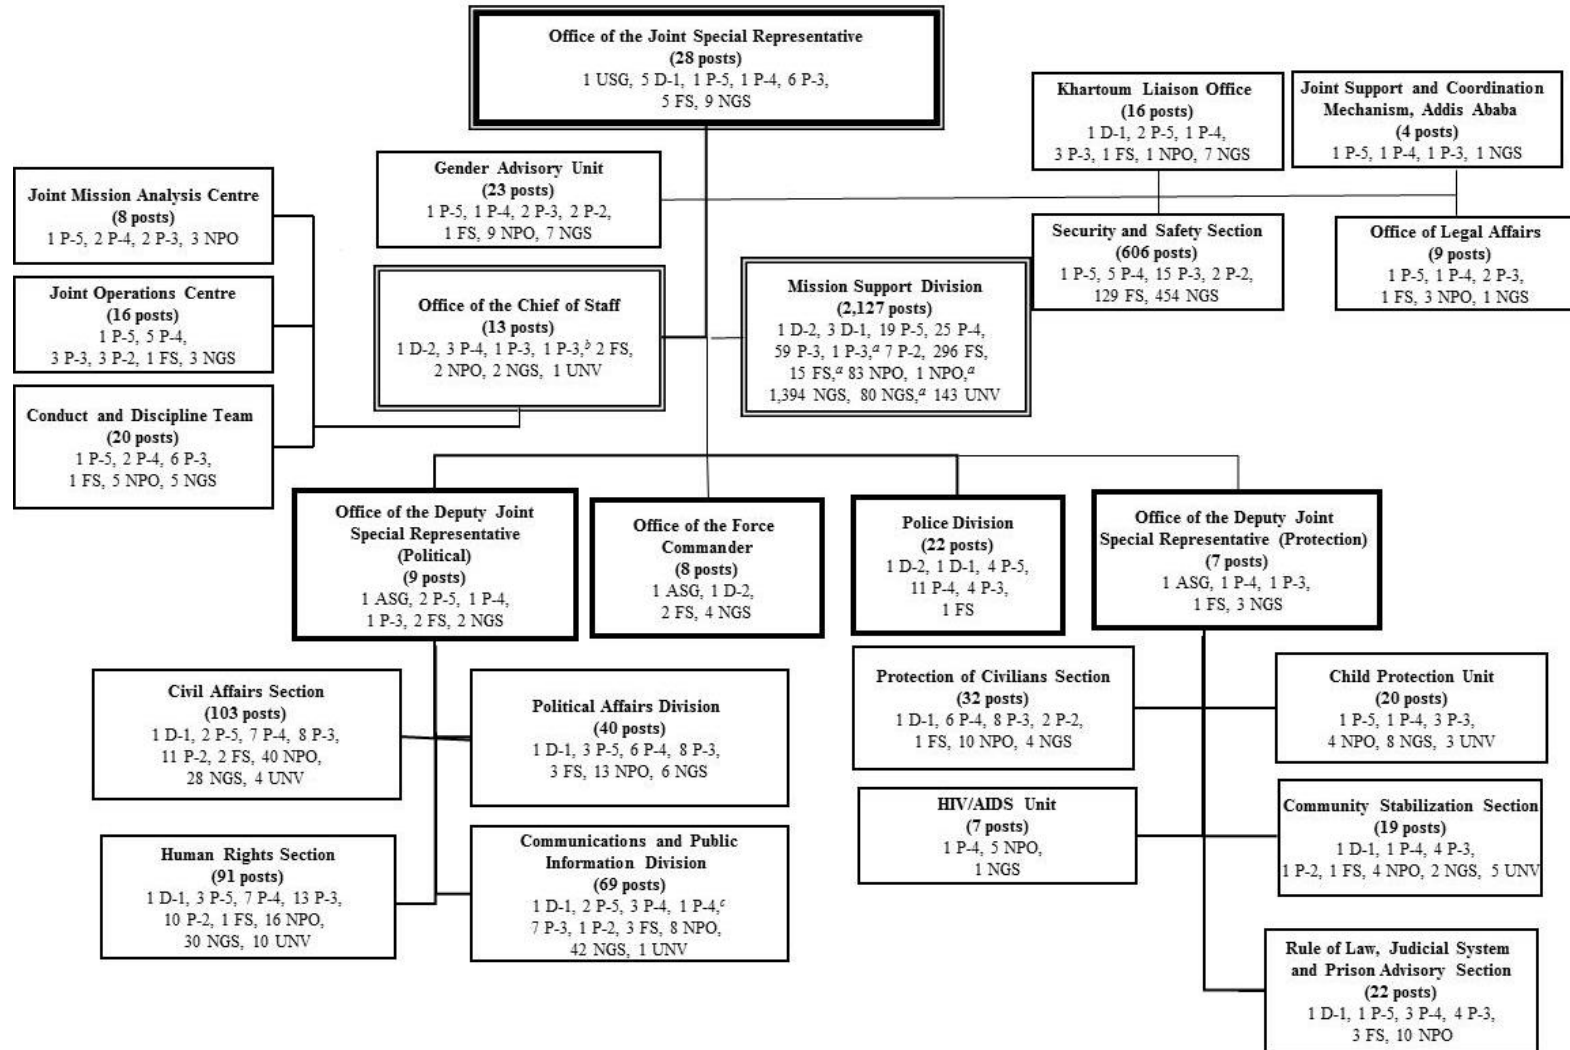 Office of the Joint Special Representative
(28 posts)
1 USG, 5 D-1, 1 P-5, 1 P-4, 6 P-3,
5 FS, 9 NGS
Khartoum Liaison Office
(16 posts)
1 D-1, 2 P-5, 1 P-4,
3 P-3, 1 FS, 1 NPO, 7 NGS
Joint Support and Coordination
Mechanism, Addis Ababa
(4 posts)
1 P-5, 1 P-4, 1 P-3, 1 NGS
Gender Advisory Unit
(23 posts)
1 P-5, 1 P-4, 2 P-3, 2 P-2,
1 FS, 9 NPO, 7 NGS
Joint Mission Analysis Centre
(8 posts)
1 P-5, 2 P-4, 2 P-3, 3 NPO
Security and Safety Section
(606 posts)
1 P-5, 5 P-4, 15 P-3, 2 P-2,
129 FS, 454 NGS
Office of Legal Affairs
(9 posts)
1 P-5, 1 P-4, 2 P-3,
1 FS, 3 NPO, 1 NGS
Joint Operations Centre
(16 posts)
1 P-5, 5 P-4,
3 P-3, 3 P-2, 1 FS, 3 NGS
Office of the Chief of Staff
(13 posts)
1 D-2, 3 P-4, 1 P-3, 1 P-3,b 2 FS,
2 NPO, 2 NGS, 1 UNV
Mission Support Division
(2,127 posts)
1 D-2, 3 D-1, 19 P-5, 25 P-4,
59 P-3, 1 P-3,a 7 P-2, 296 FS,
15 FS,a 83 NPO, 1 NPO,a
1,394 NGS, 80 NGS,a 143 UNV
Conduct and Discipline Team
(20 posts)
1 P-5, 2 P-4, 6 P-3,
1 FS, 5 NPO, 5 NGS
Office of the Deputy Joint
Special Representative
(Political)
(9 posts)
1 ASG, 2 P-5, 1 P-4,
1 P-3, 2 FS, 2 NGS
Office of the Force
Commander
(8 posts)
1 ASG, 1 D-2,
2 FS, 4 NGS
Police Division
(22 posts)
1 D-2, 1 D-1, 4 P-5,
11 P-4, 4 P-3,
1 FS
Office of the Deputy Joint
Special Representative (Protection)
(7 posts)
1 ASG, 1 P-4, 1 P-3,
1 FS, 3 NGS
Civil Affairs Section
(103 posts)
1 D-1, 2 P-5, 7 P-4, 8 P-3,
11 P-2, 2 FS, 40 NPO,
28 NGS, 4 UNV
Political Affairs Division
(40 posts)
1 D-1, 3 P-5, 6 P-4, 8 P-3,
3 FS, 13 NPO, 6 NGS
Protection of Civilians Section
(32 posts)
1 D-1, 6 P-4, 8 P-3, 2 P-2,
1 FS, 10 NPO, 4 NGS
Child Protection Unit
(20 posts)
1 P-5, 1 P-4, 3 P-3,
4 NPO, 8 NGS, 3 UNV
Human Rights Section
(91 posts)
1 D-1, 3 P-5, 7 P-4, 13 P-3,
10 P-2, 1 FS, 16 NPO,
30 NGS, 10 UNV
Communications and Public
Information Division
(69 posts)
1 D-1, 2 P-5, 3 P-4, 1 P-4,c
7 P-3, 1 P-2, 3 FS, 8 NPO,
42 NGS, 1 UNV
HIV/AIDS Unit
(7 posts)
1 P-4, 5 NPO,
1 NGS
Community Stabilization Section
(19 posts)
1 D-1, 1 P-4, 4 P-3,
1 P-2, 1 FS, 4 NPO, 2 NGS, 5 UNV
Rule of Law, Judicial System
and Prison Advisory Section
(22 posts)
1 D-1, 1 P-5, 3 P-4, 4 P-3,
3 FS, 10 NPO